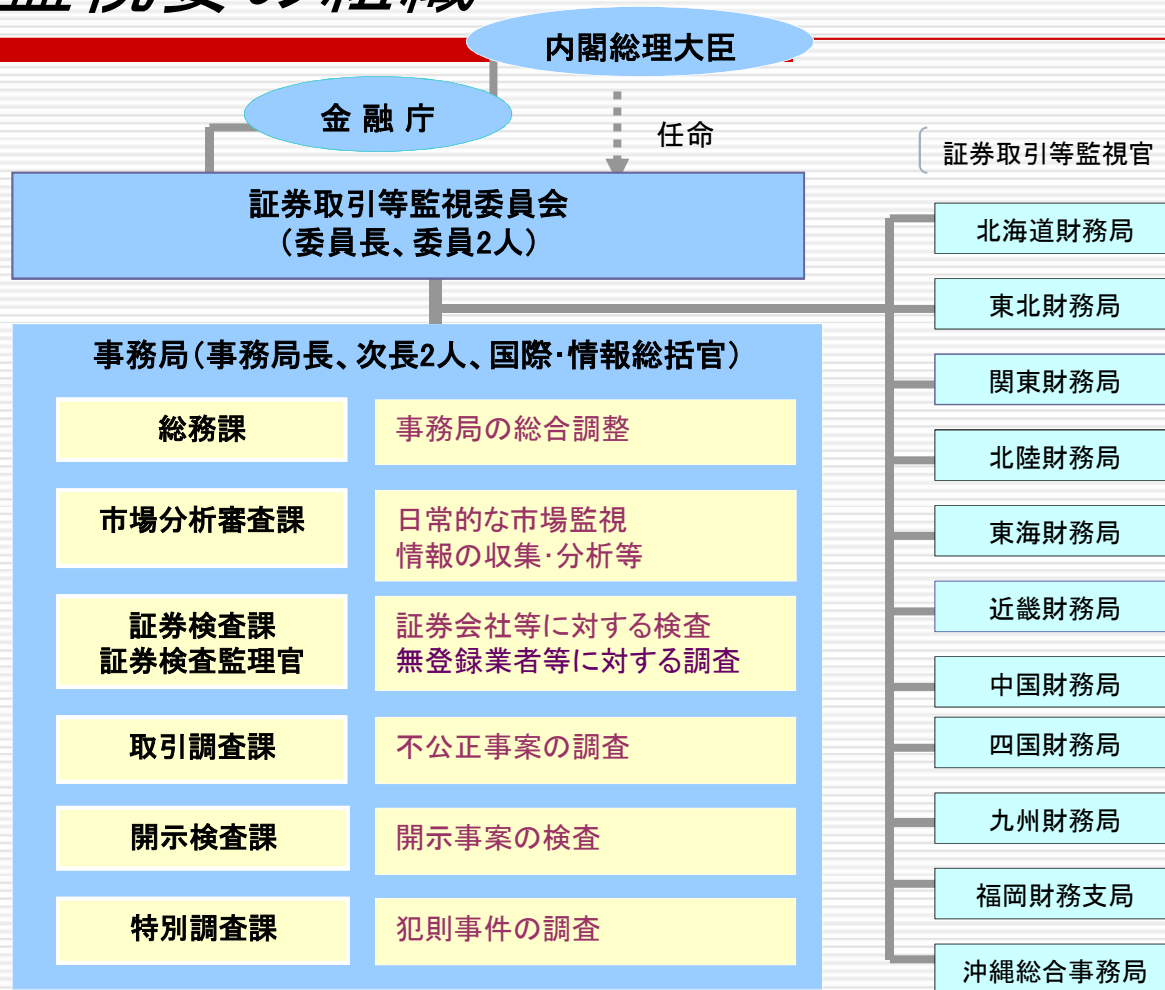 監視委の組織
内閣総理大臣
金融庁
任命
証券取引等監視委員会
（委員長、委員2人）
事務局（事務局長、次長2人、国際・情報総括官）
総務課
事務局の総合調整
市場分析審査課
日常的な市場監視
情報の収集・分析等
証券検査課
証券検査監理官
証券会社等に対する検査
無登録業者等に対する調査
取引調査課
不公正事案の調査
開示検査課
開示事案の検査
特別調査課
犯則事件の調査
証券取引等監視官
北海道財務局
東北財務局
関東財務局
北陸財務局
東海財務局
近畿財務局
中国財務局
四国財務局
九州財務局
福岡財務支局
沖縄総合事務局